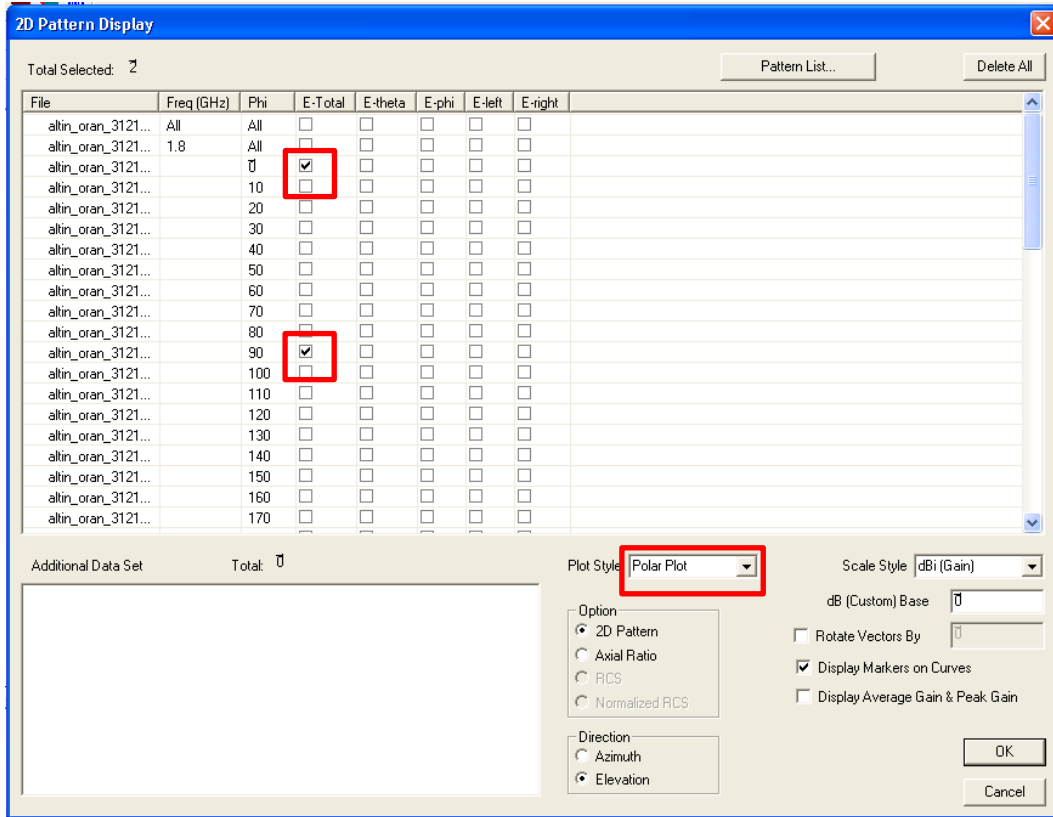 2D Pattern Display
Total Selected: 2
Pattern List...
Delete All
File Freq (GHz) Phi E-Total E-theta E-phi E-left E-right
altin_oran_3121... All All
altin_oran_3121... 1.8 All
altin_oran_3121... 0
altin_oran_3121... 10
altin_oran_3121... 20
altin_oran_3121... 30
altin_oran_3121... 40
altin_oran_3121... 50
altin_oran_3121... 60
altin_oran_3121... 70
altin_oran_3121... 80
altin_oran_3121... 90
altin_oran_3121... 100
altin_oran_3121... 110
altin_oran_3121... 120
altin_oran_3121... 130
altin_oran_3121... 140
altin_oran_3121... 150
altin_oran_3121... 160
altin_oran_3121... 170
Additional Data Set Total: 0
Plot Style Polar Plot
Scale Style dBi (Gain)
dB (Custom) Base 0
Option
2D Pattern
Axial Ratio
RCS
Normalized RCS
Rotate Vectors By 0
Display Markers on Curves
Display Average Gain & Peak Gain
Direction
Azimuth
Elevation
OK
Cancel